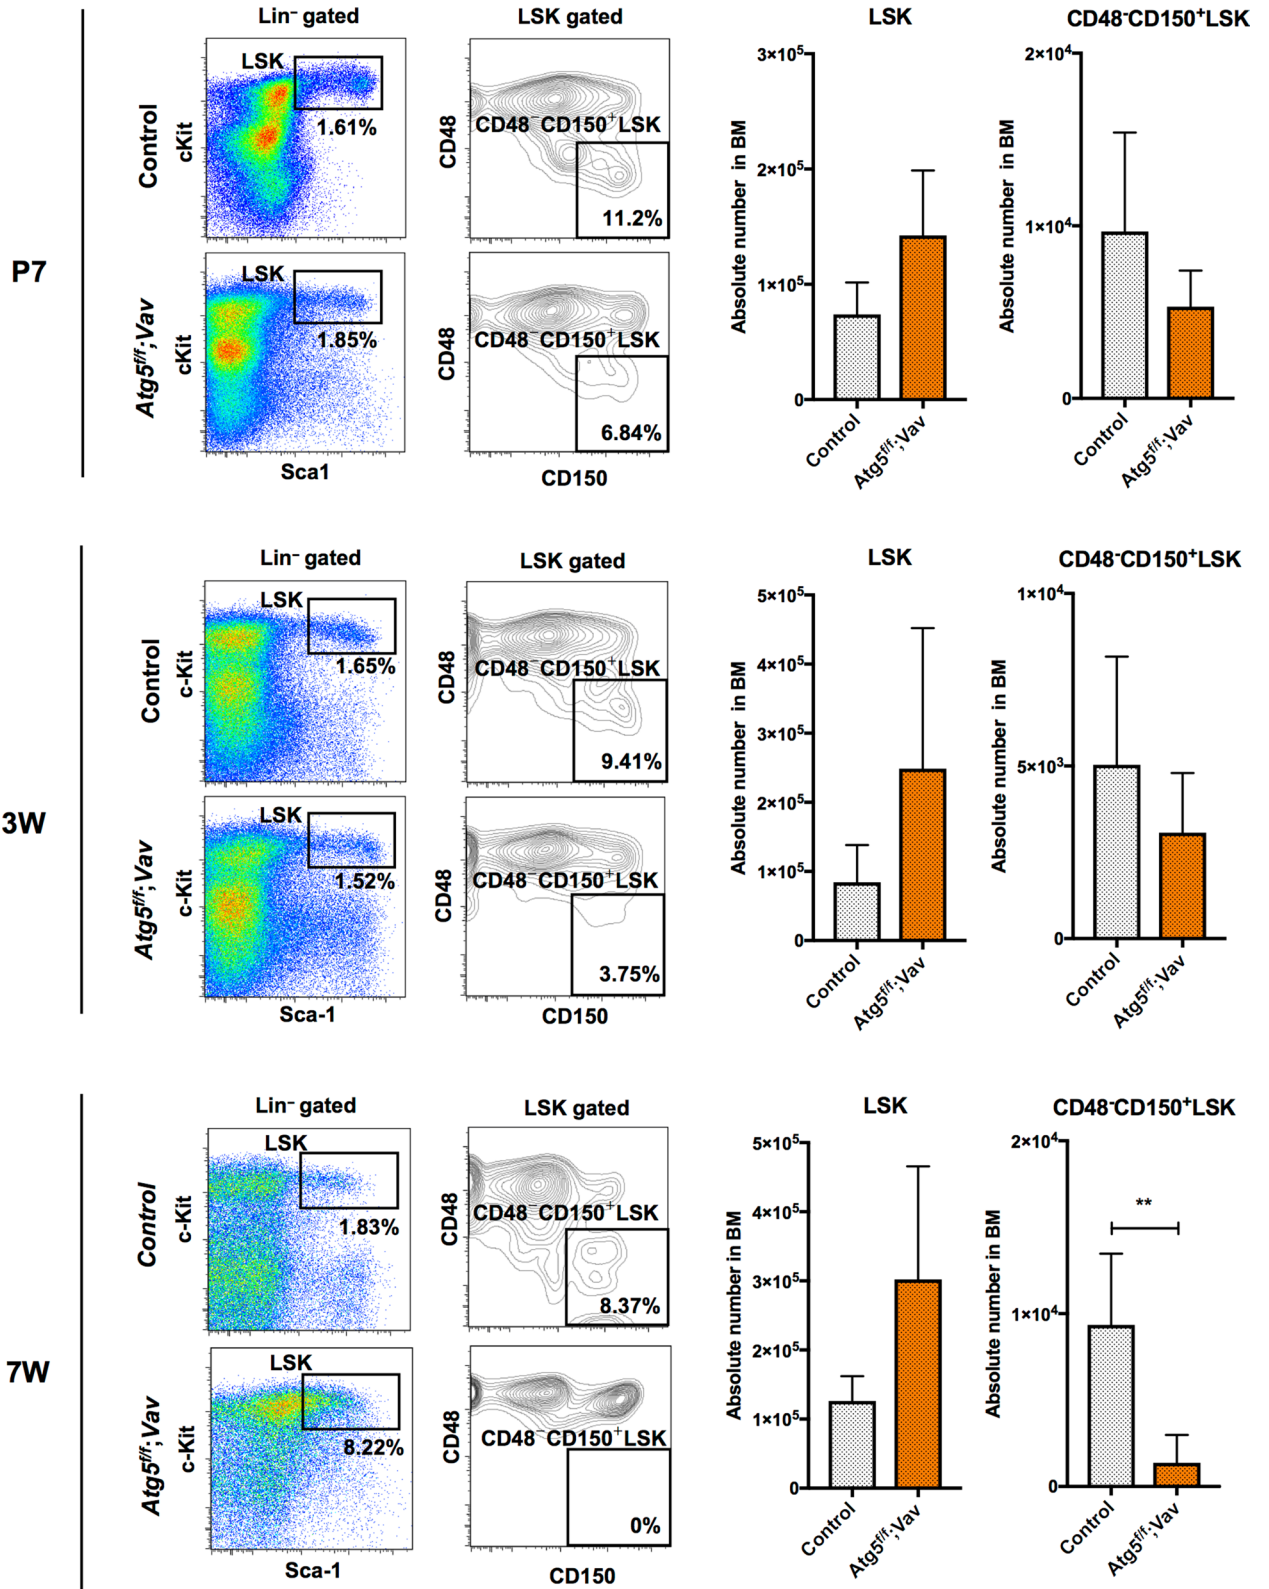 P7
Lin⁻ gated
LSK gated
LSK
CD48⁻CD150⁺LSK
Control
cKit
LSK
1.61%
CD48
CD48⁻CD150⁺LSK
11.2%
Atg5f/f;Vav
cKit
LSK
1.85%
Sca1
CD48
CD48⁻CD150⁺LSK
6.84%
CD150
Absolute number in BM
3×10⁵
2×10⁵
1×10⁵
0
Control
Atg5f/f;Vav
Absolute number in BM
2×10⁴
1×10⁴
0
Control
Atg5f/f;Vav
3W
Lin⁻ gated
LSK gated
LSK
CD48⁻CD150⁺LSK
Control
c-Kit
LSK
1.65%
CD48
CD48⁻CD150⁺LSK
9.41%
Atg5f/f;Vav
c-Kit
LSK
1.52%
Sca-1
CD48
CD48⁻CD150⁺LSK
3.75%
CD150
Absolute number in BM
5×10⁵
4×10⁵
3×10⁵
2×10⁵
1×10⁵
0
Control
Atg5f/f;Vav
Absolute number in BM
1×10⁴
5×10³
0
Control
Atg5f/f;Vav
7W
Lin⁻ gated
LSK gated
LSK
CD48⁻CD150⁺LSK
Control
c-Kit
LSK
1.83%
CD48
CD48⁻CD150⁺LSK
8.37%
Atg5f/f;Vav
c-Kit
LSK
8.22%
Sca-1
CD48
CD48⁻CD150⁺LSK
0%
CD150
Absolute number in BM
5×10⁵
4×10⁵
3×10⁵
2×10⁵
1×10⁵
0
Control
Atg5f/f;Vav
Absolute number in BM
2×10⁴
1×10⁴
0
**
Control
Atg5f/f;Vav